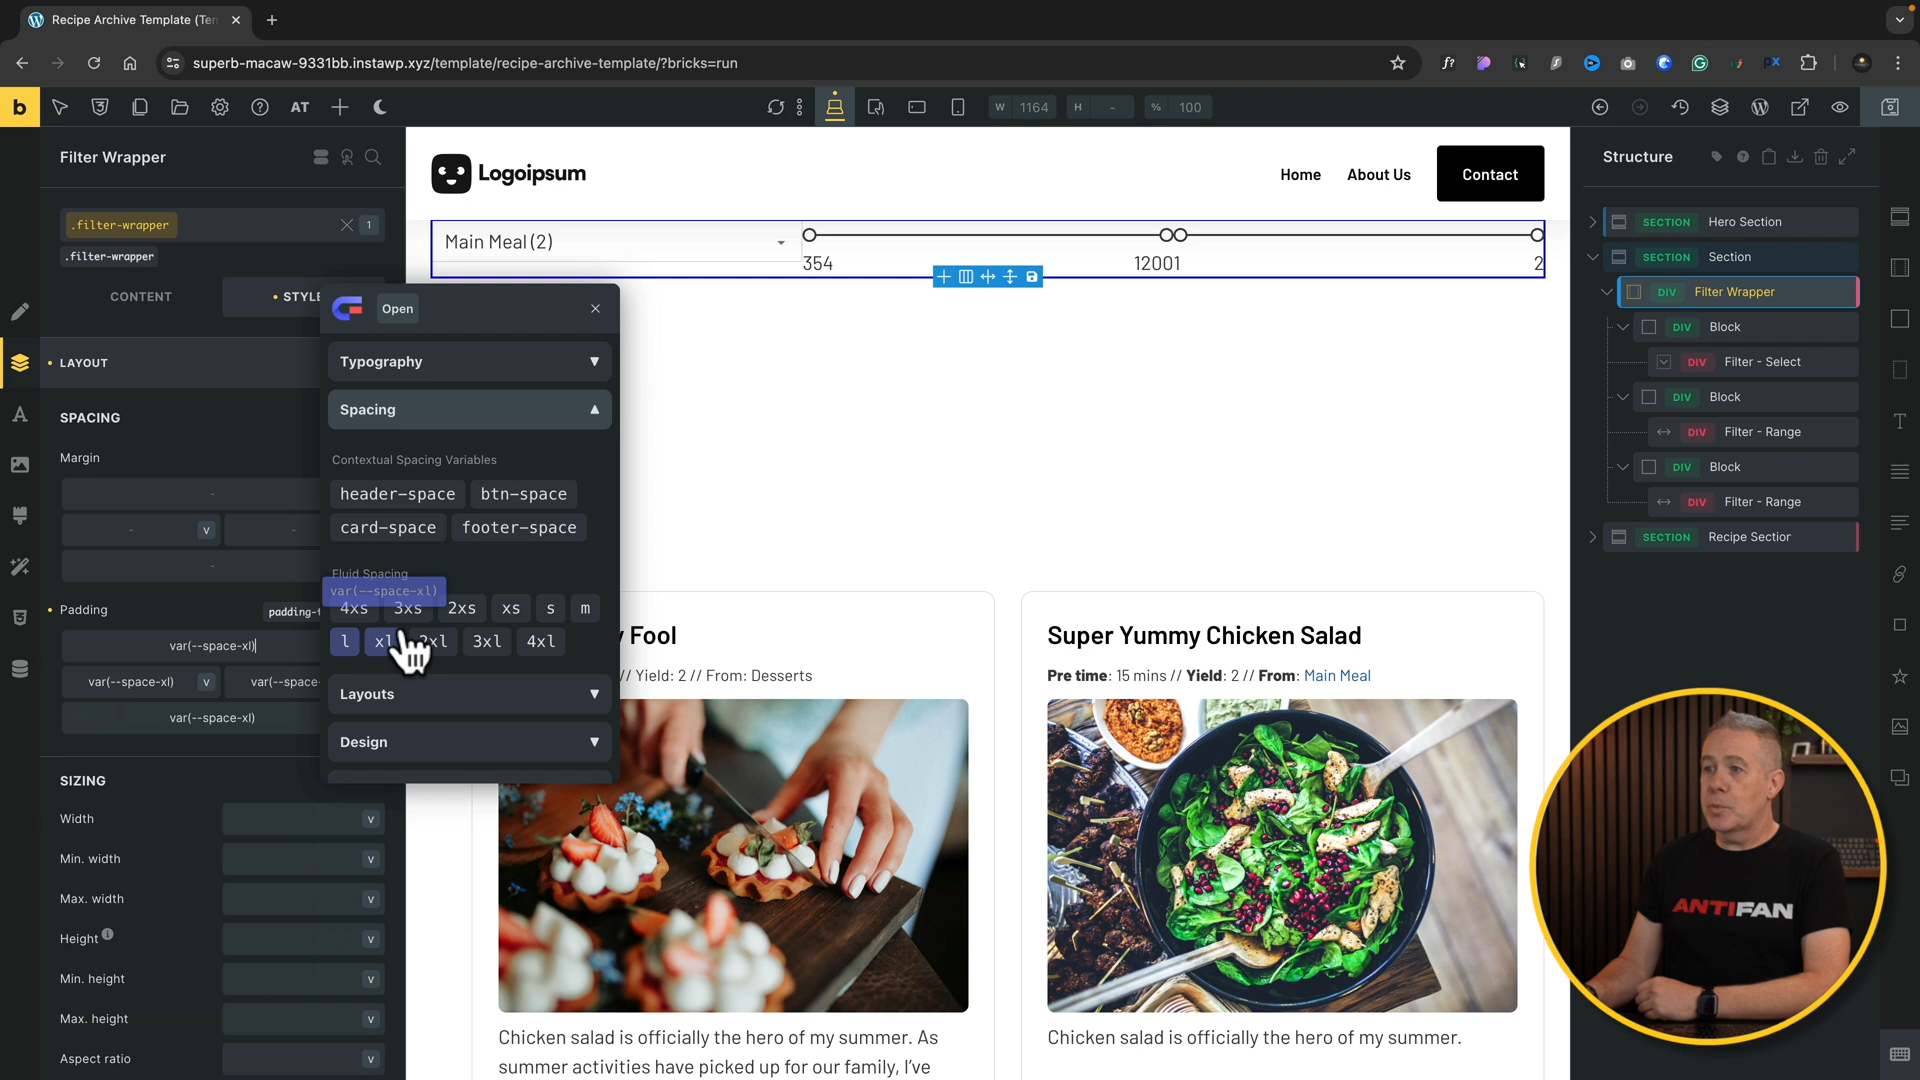 Recipe Archive Template (Ten
superb-macaw-9331bb.instawp.xyz/template/recipe-archive-template/?bricks=run
b
AT
W 1164
H -
% 100
Filter Wrapper
.filter-wrapper
1
.filter-wrapper
CONTENT
STYLE
LAYOUT
SPACING
Margin
-
-
v
-
-
Padding
padding-
var(--space-xl)
var(--space-xl)
v
var(--space-
var(--space-xl)
SIZING
Width
v
Min. width
v
Max. width
v
Height
v
Min. height
v
Max. height
v
Aspect ratio
v
Open
Typography
Spacing
Contextual Spacing Variables
header-space
btn-space
card-space
footer-space
Fluid Spacing
var(--space-xl)
4xs
3xs
2xs
xs
s
m
l
xl
2xl
3xl
4xl
Layouts
Design
Logoipsum
Home
About Us
Contact
Main Meal (2)
354
12001
2
y Fool
// Yield: 2 // From: Desserts
Chicken salad is officially the hero of my summer. As
summer activities have picked up for our family, I've
Super Yummy Chicken Salad
Pre time: 15 mins // Yield: 2 // From: Main Meal
Chicken salad is officially the hero of my summer.
Structure
SECTION Hero Section
SECTION Section
DIV Filter Wrapper
DIV Block
DIV Filter - Select
DIV Block
DIV Filter - Range
DIV Block
DIV Filter - Range
SECTION Recipe Sectior
ANTIFAN